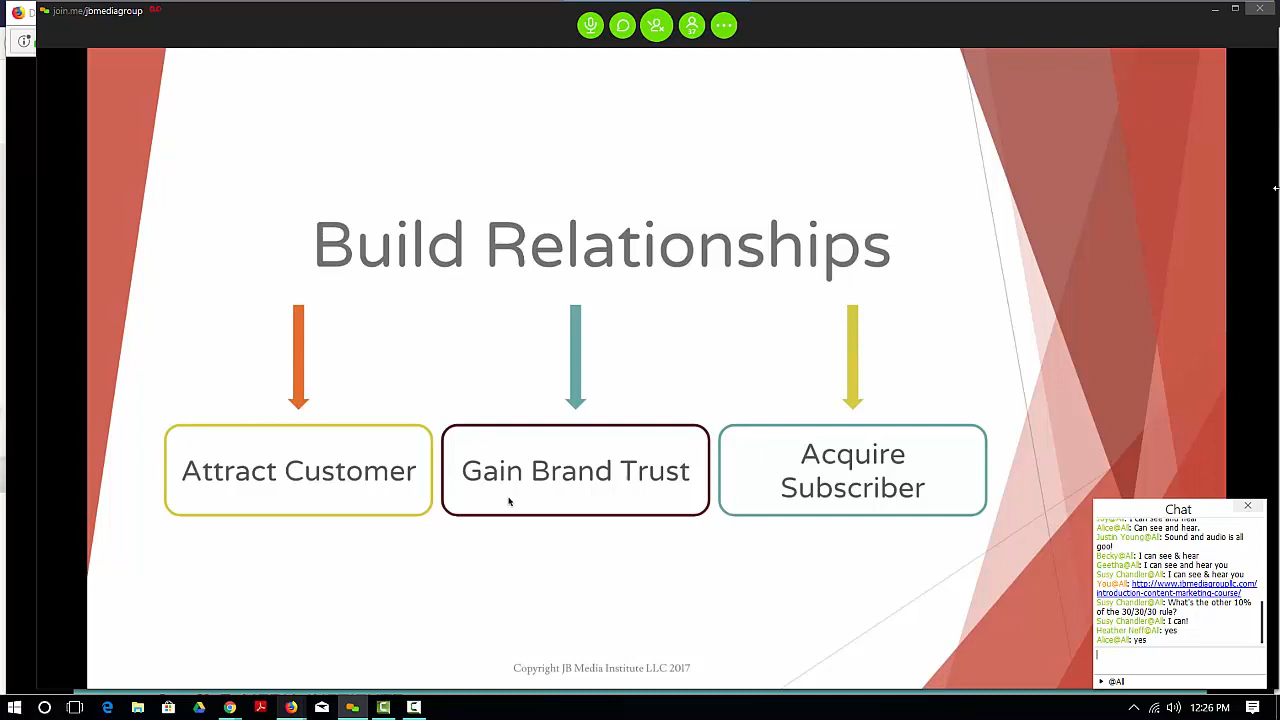 join.me/jbmediagroup
37
Build Relationships
Attract Customer
Gain Brand Trust
Acquire
Subscriber
Copyright JB Media Institute LLC 2017
Chat
Alice@All: Can see and hear.
Justin Young@All: Sound and audio is all
goo!
Becky@All: I can see & hear
Geetha@All: I can see and hear you
Susy Chandler@All: I can see & hear you
You@All: http://www.jbmediagroupllc.com/
introduction-content-marketing-course/
Susy Chandler@All: What's the other 10%
of the 30/30/30 rule?
Susy Chandler@All: I can!
Heather Neff@All: yes
Alice@All: yes
@All
12:26 PM